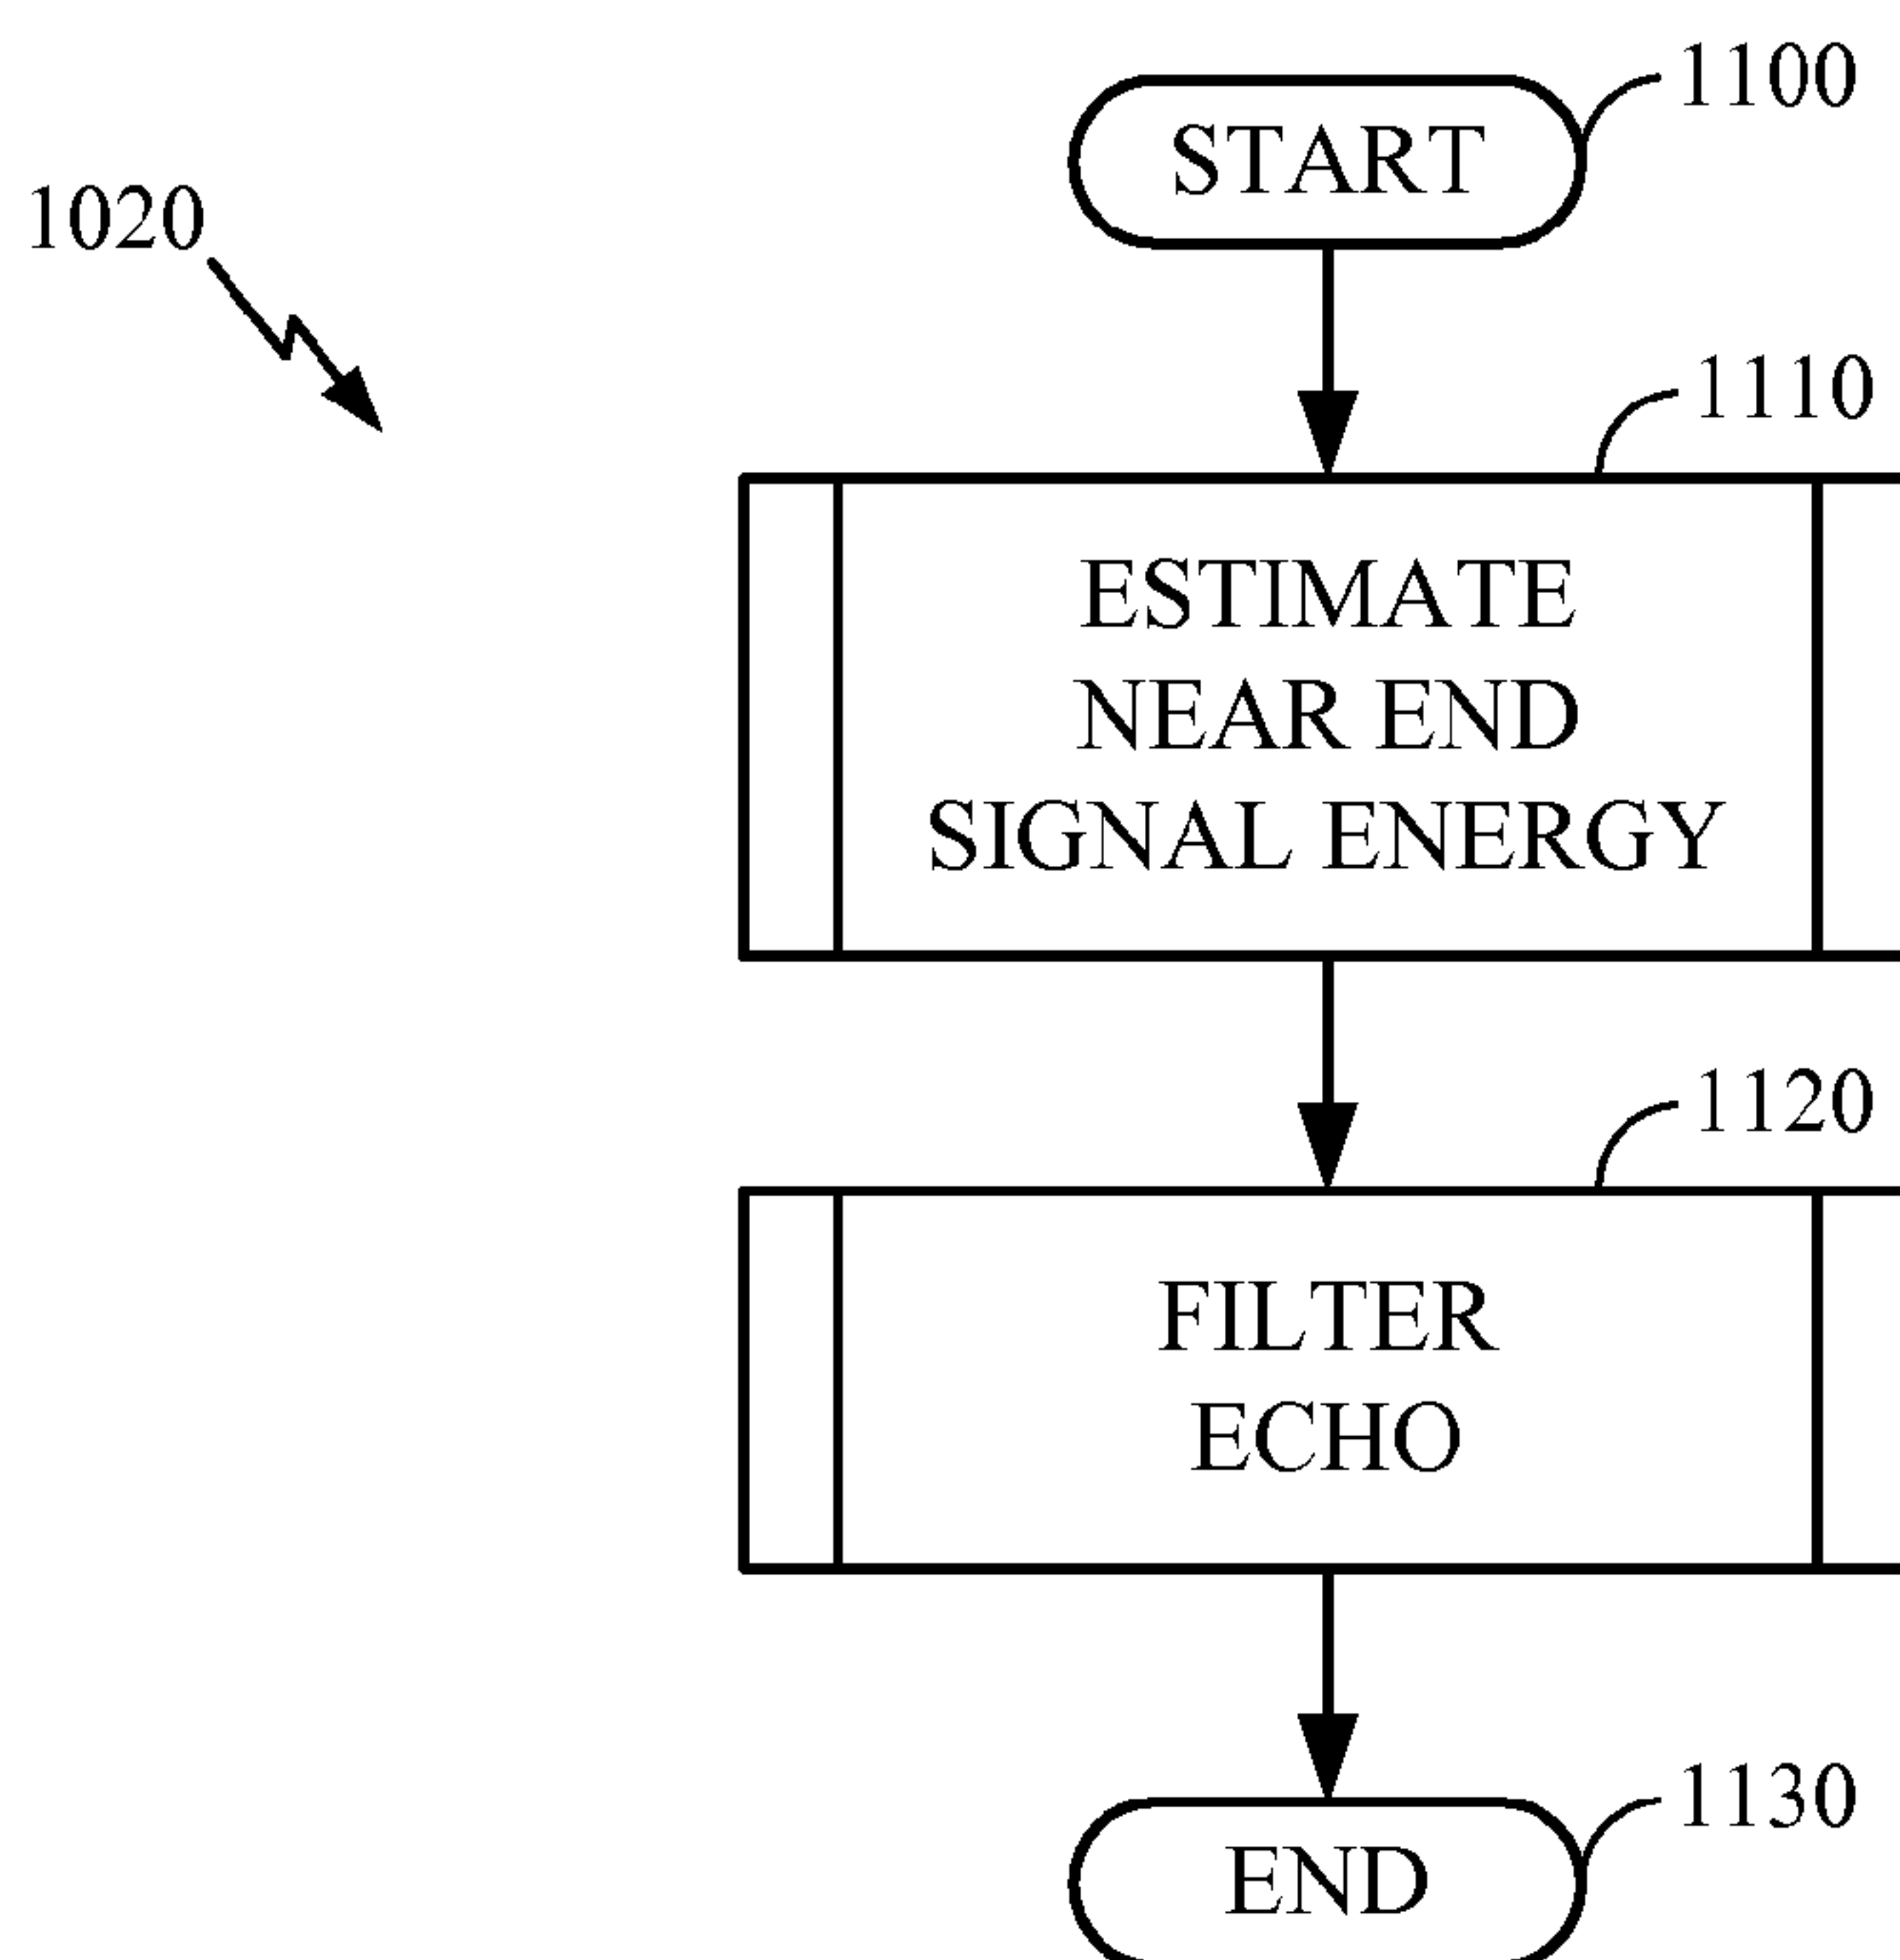 1100
START
1020
1110
ESTIMATE
NEAR END
SIGNAL ENERGY
1120
FILTER
ECHO
1130
END